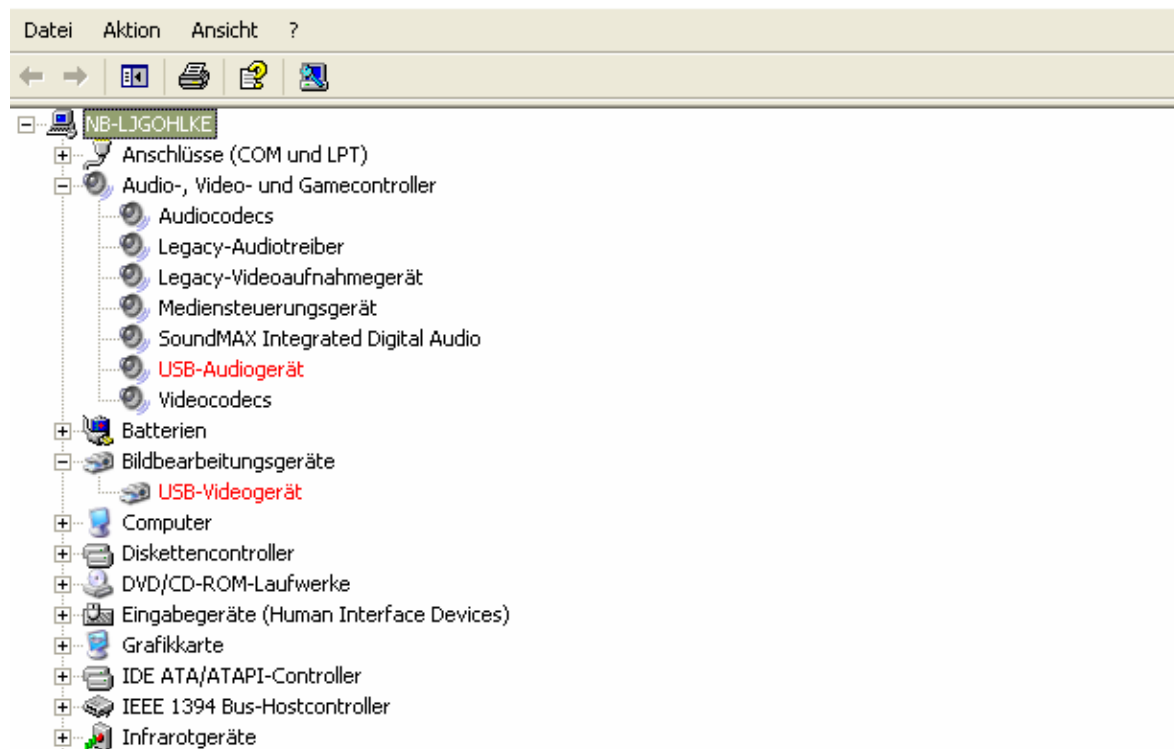 Datei Aktion Ansicht ?
NB-LJGOHLKE
Anschlüsse (COM und LPT)
Audio-, Video- und Gamecontroller
Audiocodecs
Legacy-Audiotreiber
Legacy-Videoaufnahmegerät
Mediensteuerungsgerät
SoundMAX Integrated Digital Audio
USB-Audiogerät
Videocodecs
Batterien
Bildbearbeitungsgeräte
USB-Videogerät
Computer
Diskettencontroller
DVD/CD-ROM-Laufwerke
Eingabegeräte (Human Interface Devices)
Grafikkarte
IDE ATA/ATAPI-Controller
IEEE 1394 Bus-Hostcontroller
Infrarotgeräte